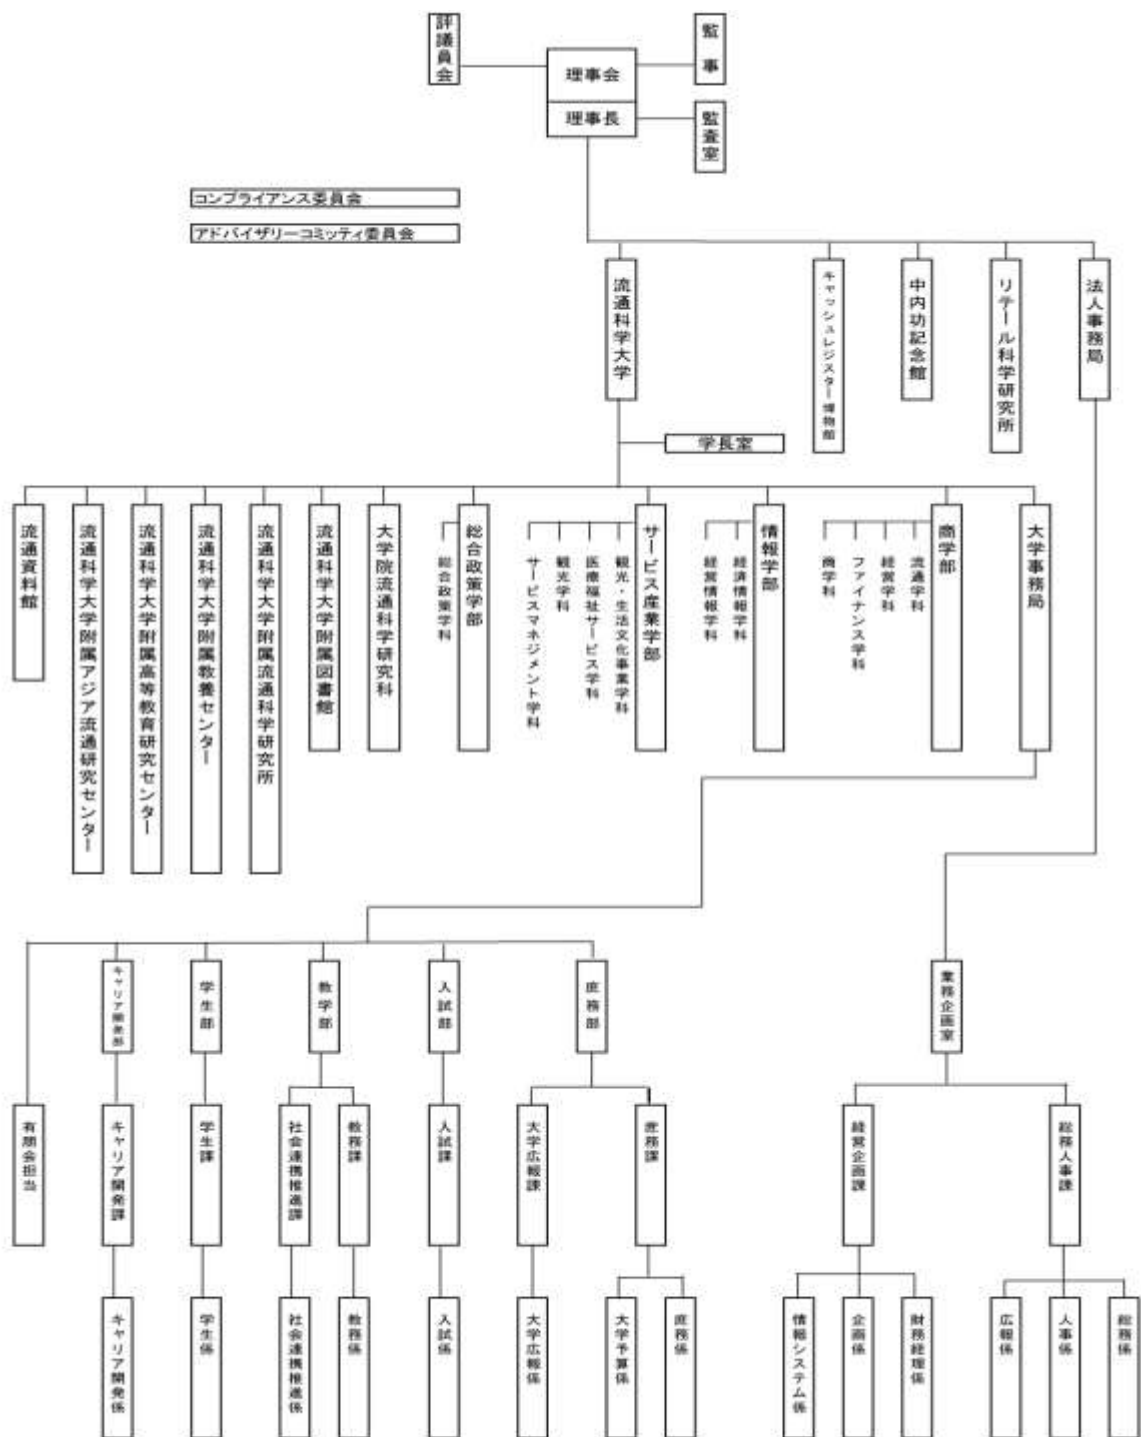 評議員会
監事
理事会
理事長
監査室
コンプライアンス委員会
アドバイザリーコミッティ委員会
流通科学大学
キャッシュレジスター博物館
中内功記念館
リテール科学研究所
法人事務局
学長室
流通資料館
流通科学大学附属アジア流通研究センター
流通科学大学附属高等教育研究センター
流通科学大学附属教養センター
流通科学大学附属流通科学研究所
流通科学大学附属図書館
大学院流通科学研究科
総合政策学部
総合政策学科
サービス産業学部
観光・生活文化事業学科
医療福祉サービス学科
観光学科
サービスマネジメント学科
情報学部
経済情報学科
経営情報学科
商学部
流通学科
経営学科
ファイナンス学科
商学科
大学事務局
キャリア開発部
学生部
教学部
入試部
庶務部
業務企画室
有朋会担当
キャリア開発課
学生課
社会連携推進課
教務課
入試課
大学広報課
庶務課
経営企画課
総務人事課
キャリア開発係
学生係
社会連携推進係
教務係
入試係
大学広報係
大学予算係
庶務係
情報システム係
企画係
財務経理係
広報係
人事係
総務係